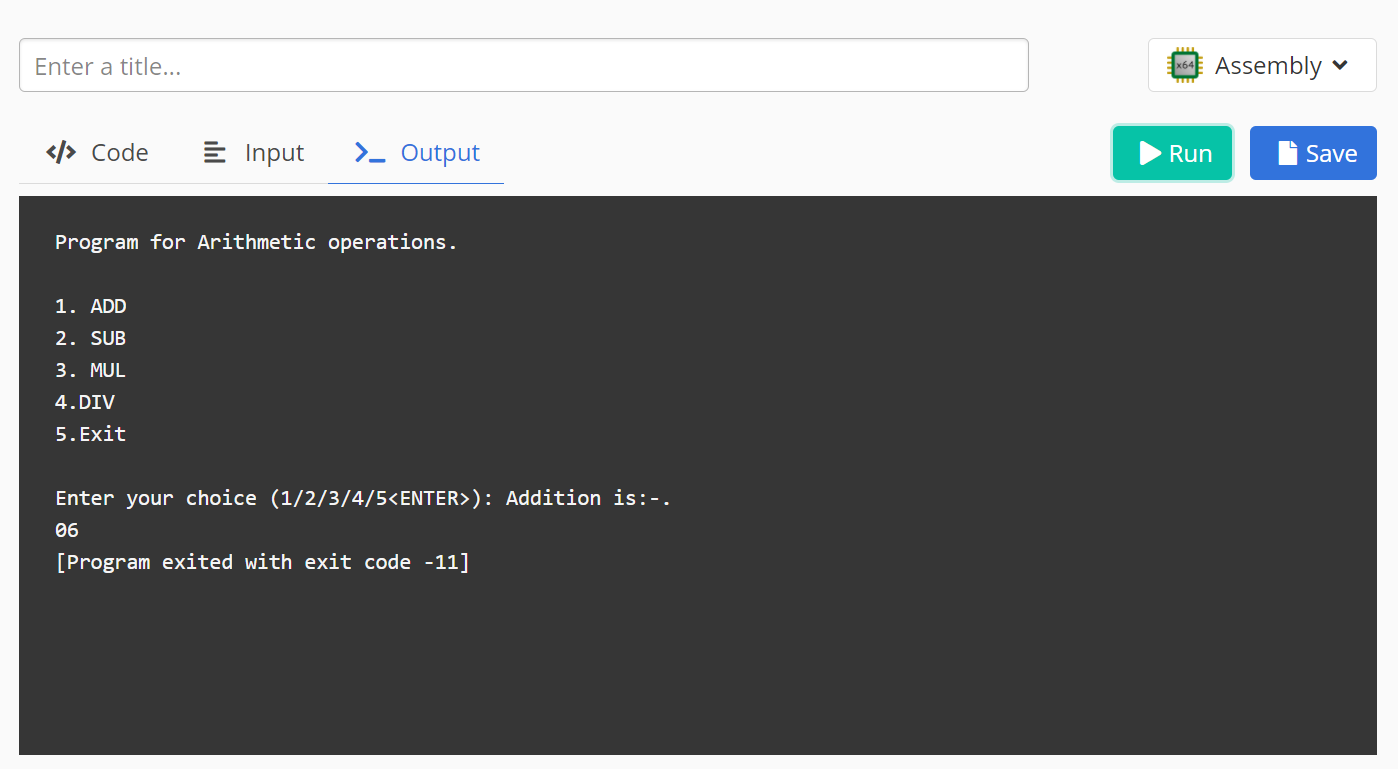 Enter a title...
x64 Assembly
Code Input Output
Run Save
Program for Arithmetic operations.
1. ADD
2. SUB
3. MUL
4.DIV
5.Exit
Enter your choice (1/2/3/4/5<ENTER>): Addition is:-.
06
[Program exited with exit code -11]